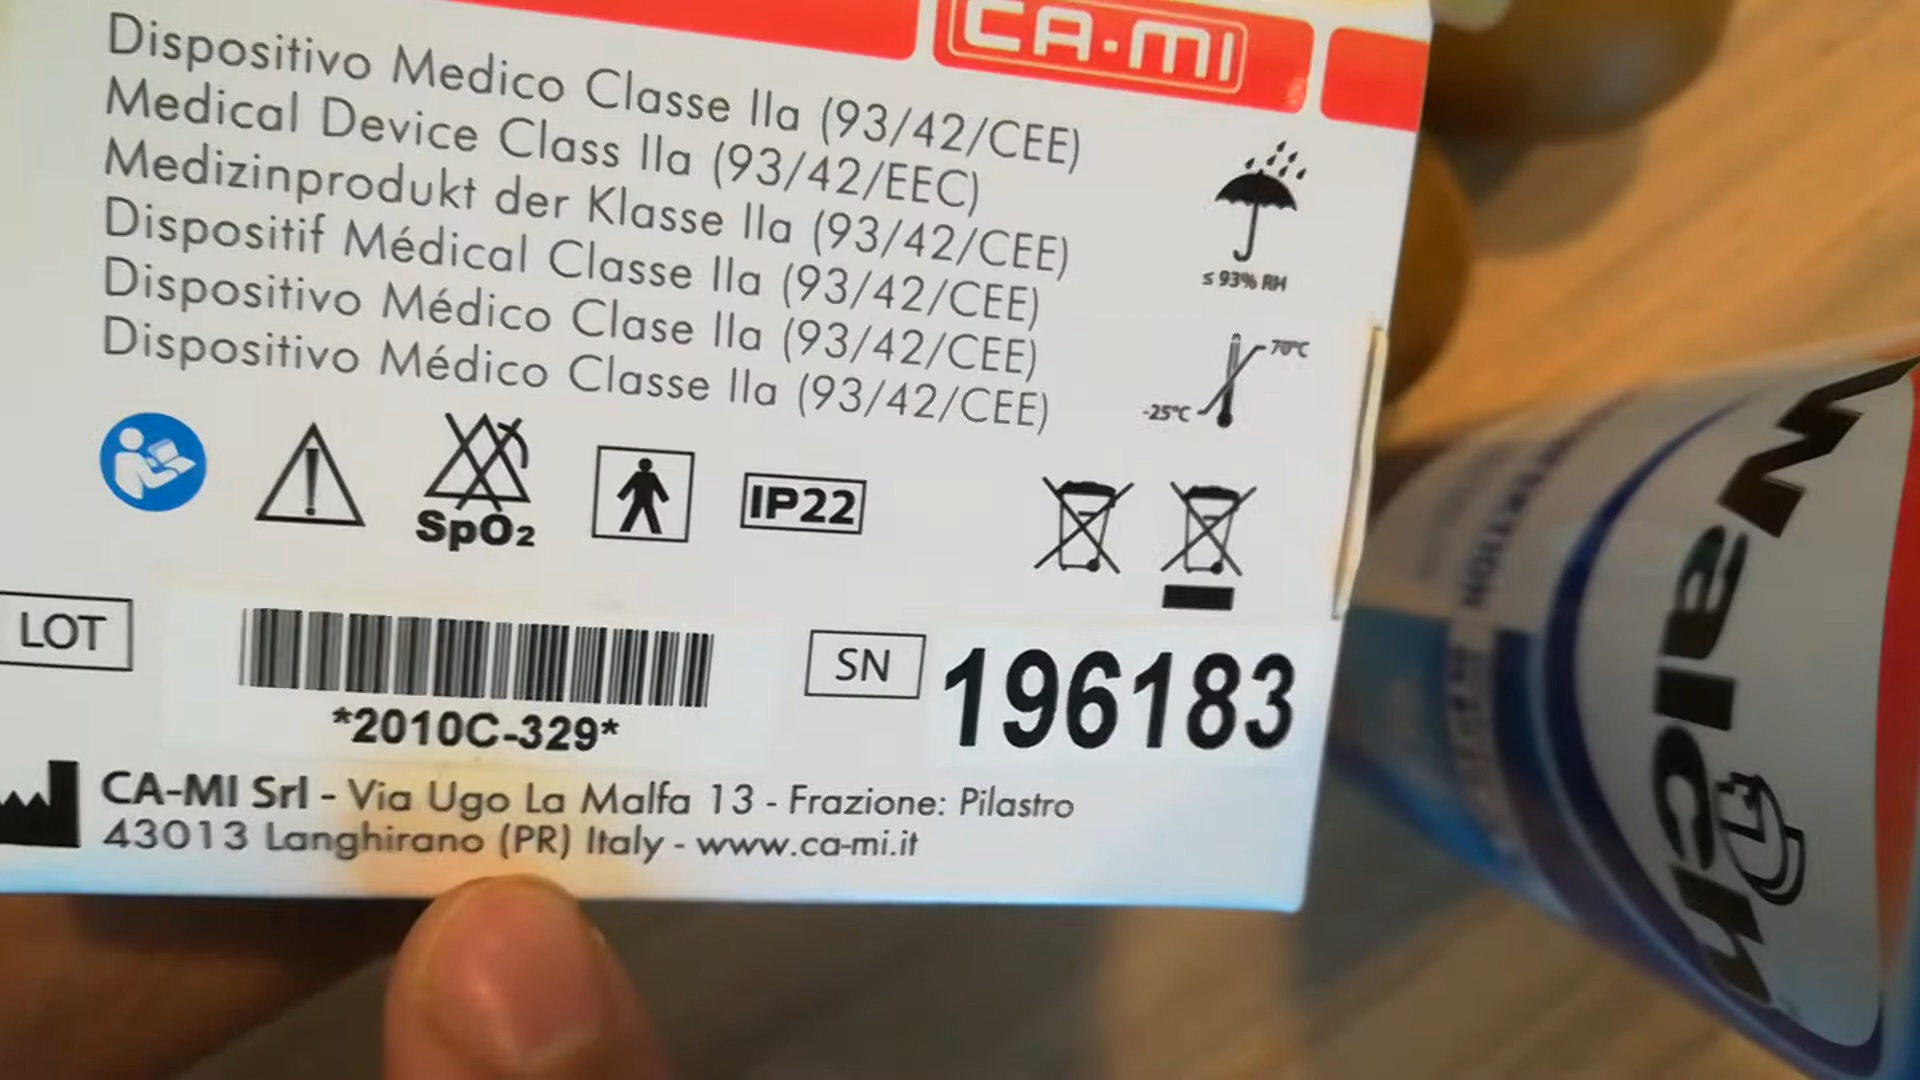 CA-MI
Dispositivo Medico Classe IIa (93/42/CEE)
Medical Device Class IIa (93/42/EEC)
Medizinprodukt der Klasse IIa (93/42/CEE)
Dispositif Médical Classe IIa (93/42/CEE)
Dispositivo Médico Clase IIa (93/42/CEE)
Dispositivo Médico Classe IIa (93/42/CEE)
≤ 93% RH
70°C
-25°C
SpO2
IP22
LOT
*2010C-329*
SN
196183
CA-MI Srl - Via Ugo La Malfa 13 - Frazione: Pilastro
43013 Langhirano (PR) Italy - www.ca-mi.it
Walch